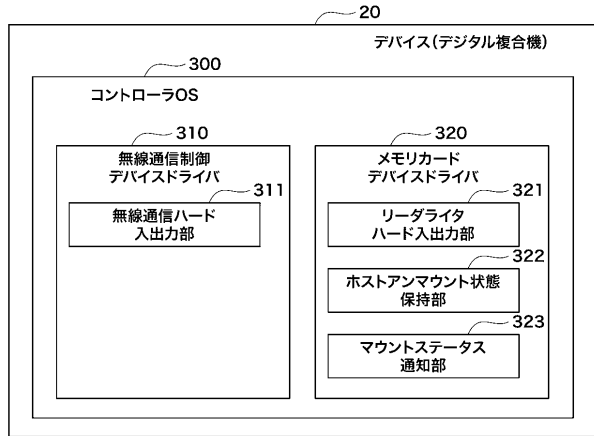 20
デバイス(デジタル複合機)
300
コントローラOS
310
無線通信制御
デバイスドライバ
311
無線通信ハード
入出力部
320
メモリカード
デバイスドライバ
321
リーダライタ
ハード入出力部
322
ホストアンマウント状態
保持部
323
マウントステータス
通知部